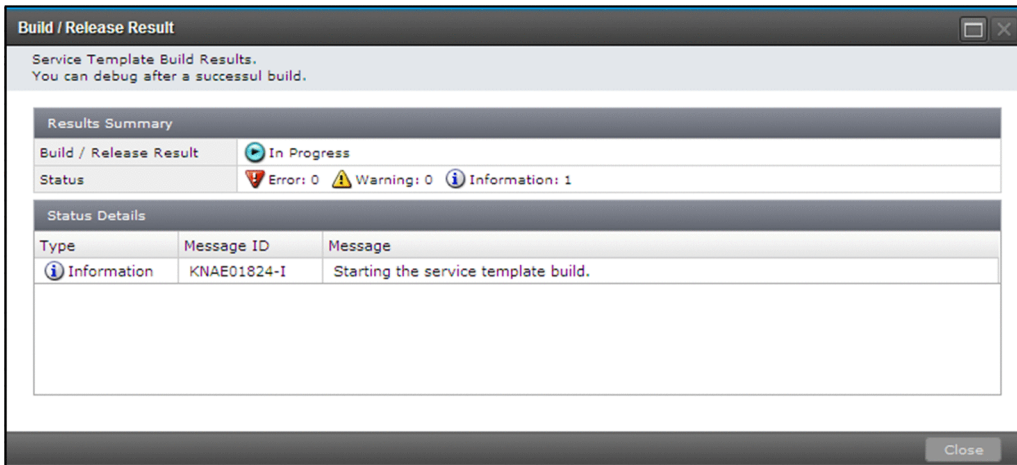 Build / Release Result
Service Template Build Results.
You can debug after a successul build.
Results Summary
Build / Release Result In Progress
Status Error: 0 Warning: 0 Information: 1
Status Details
Type Message ID Message
Information KNAE01824-I Starting the service template build.
Close